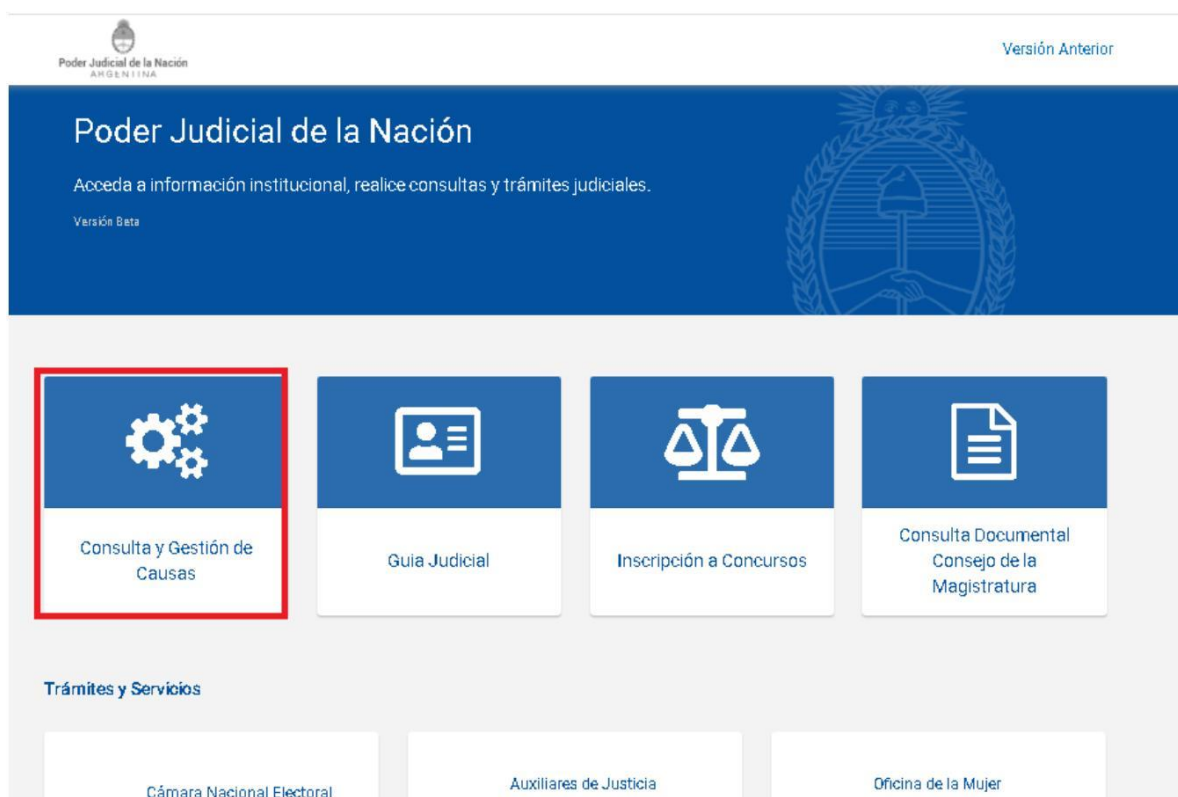 Poder Judicial de la Nación
ARGENTINA
Versión Anterior
Poder Judicial de la Nación
Acceda a información institucional, realice consultas y trámites judiciales.
Versión Beta
Consulta y Gestión de
Causas
Guia Judicial
Inscripción a Concursos
Consulta Documental
Consejo de la
Magistratura
Trámites y Servicios
Cámara Nacional Electoral
Auxiliares de Justicia
Oficina de la Mujer